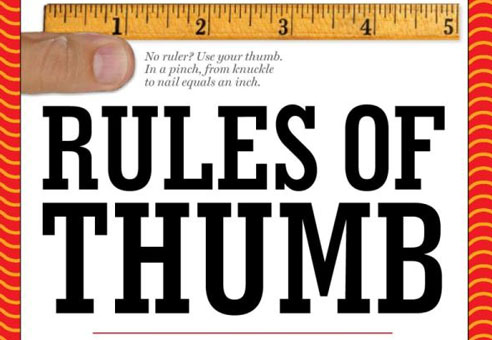 1 2 3 4 5
No ruler? Use your thumb.
In a pinch, from knuckle
to nail equals an inch.
RULES OF
THUMB